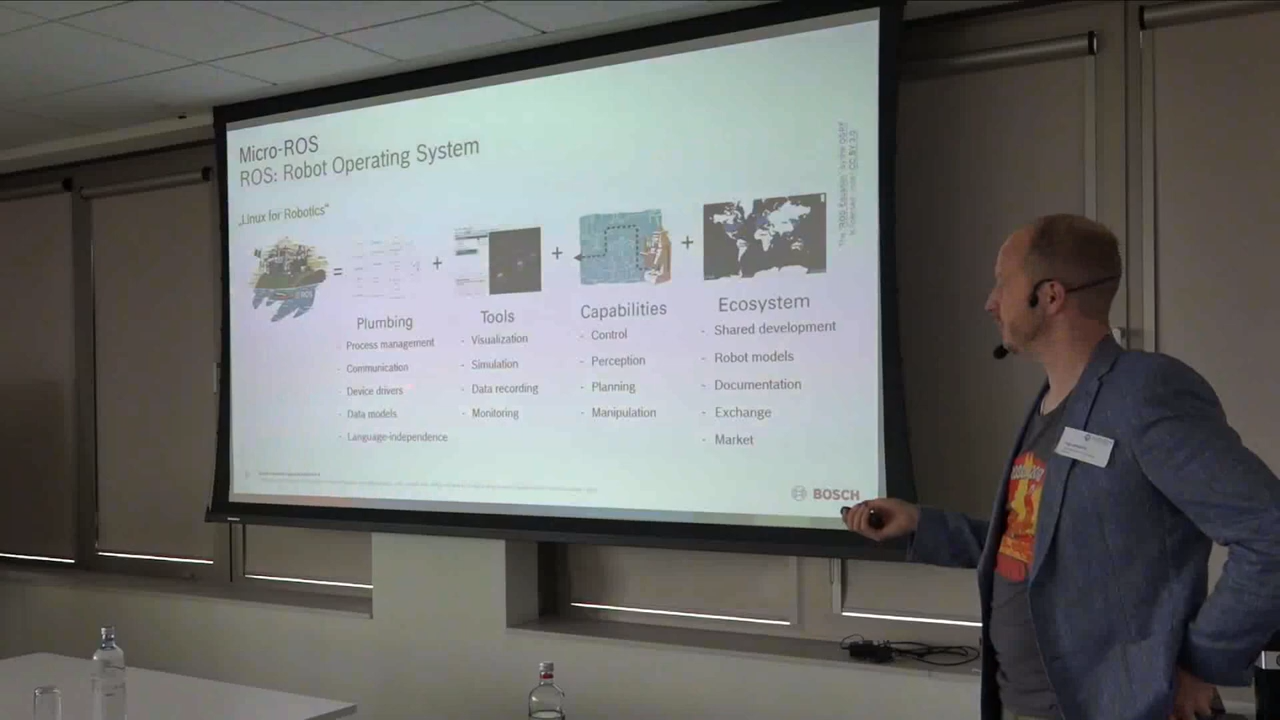 Micro-ROS
ROS: Robot Operating System
„Linux for Robotics“
=
+
+
+
Plumbing
- Process management
- Communication
- Device drivers
- Data models
- Language-independence
Tools
- Visualization
- Simulation
- Data recording
- Monitoring
Capabilities
- Control
- Perception
- Planning
- Manipulation
Ecosystem
- Shared development
- Robot models
- Documentation
- Exchange
- Market
BOSCH